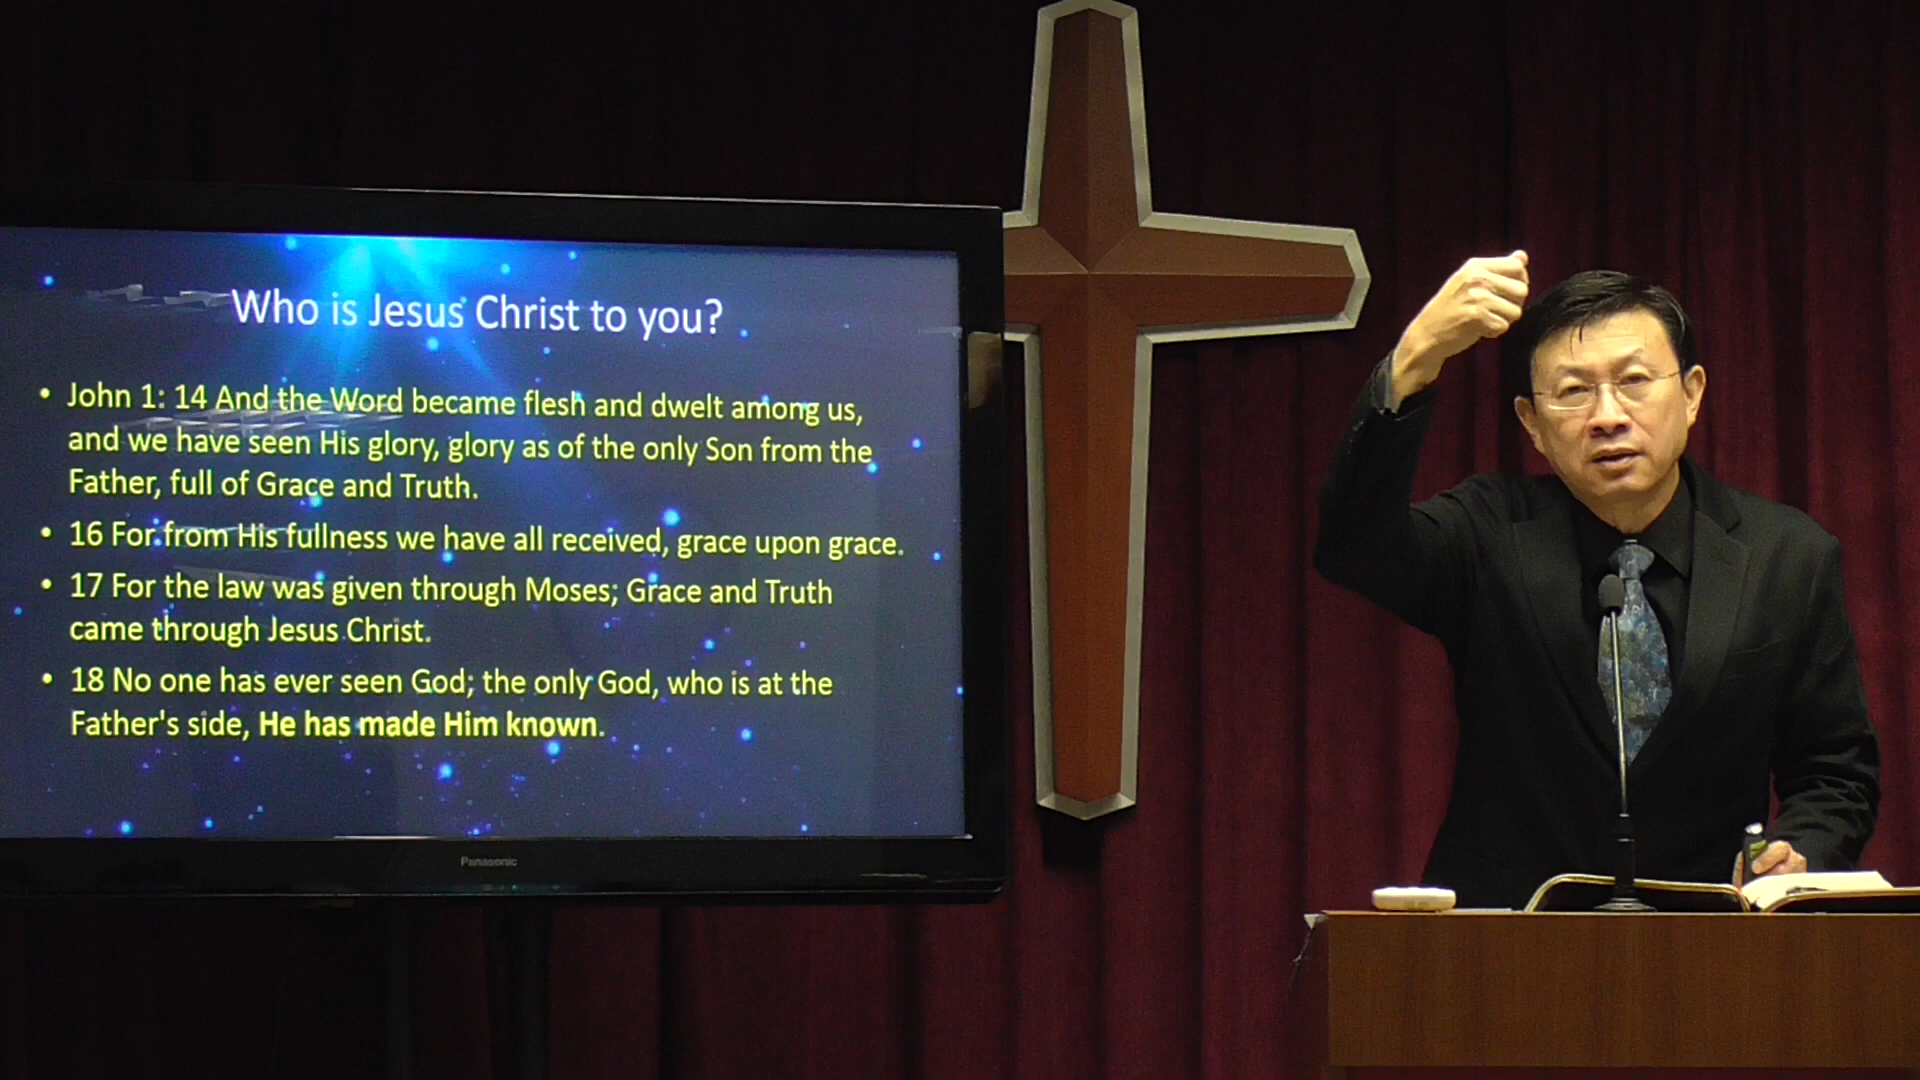 Who is Jesus Christ to you?
• John 1: 14 And the Word became flesh and dwelt among us,
and we have seen His glory, glory as of the only Son from the
Father, full of Grace and Truth.
• 16 For from His fullness we have all received, grace upon grace.
• 17 For the law was given through Moses; Grace and Truth
came through Jesus Christ.
• 18 No one has ever seen God; the only God, who is at the
Father's side, He has made Him known.
Panasonic